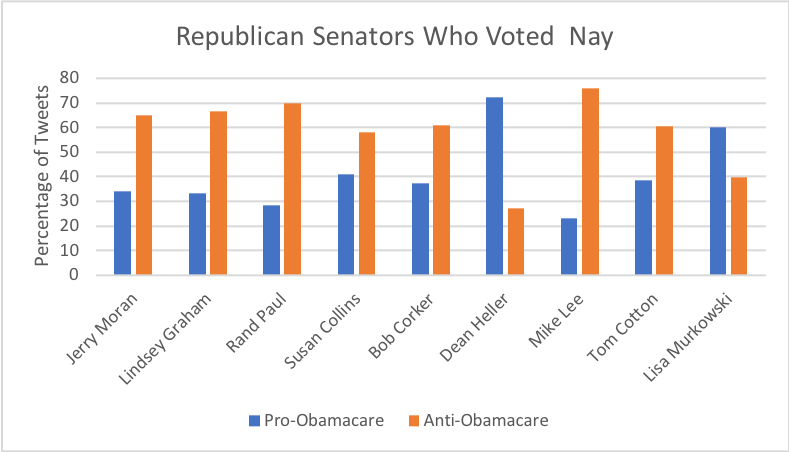 Republican Senators Who Voted  Nay
Percentage of Tweets
80
70
60
50
40
30
20
10
0
Jerry Moran
Lindsey Graham
Rand Paul
Susan Collins
Bob Corker
Dean Heller
Mike Lee
Tom Cotton
Lisa Murkowski
Pro-Obamacare
Anti-Obamacare